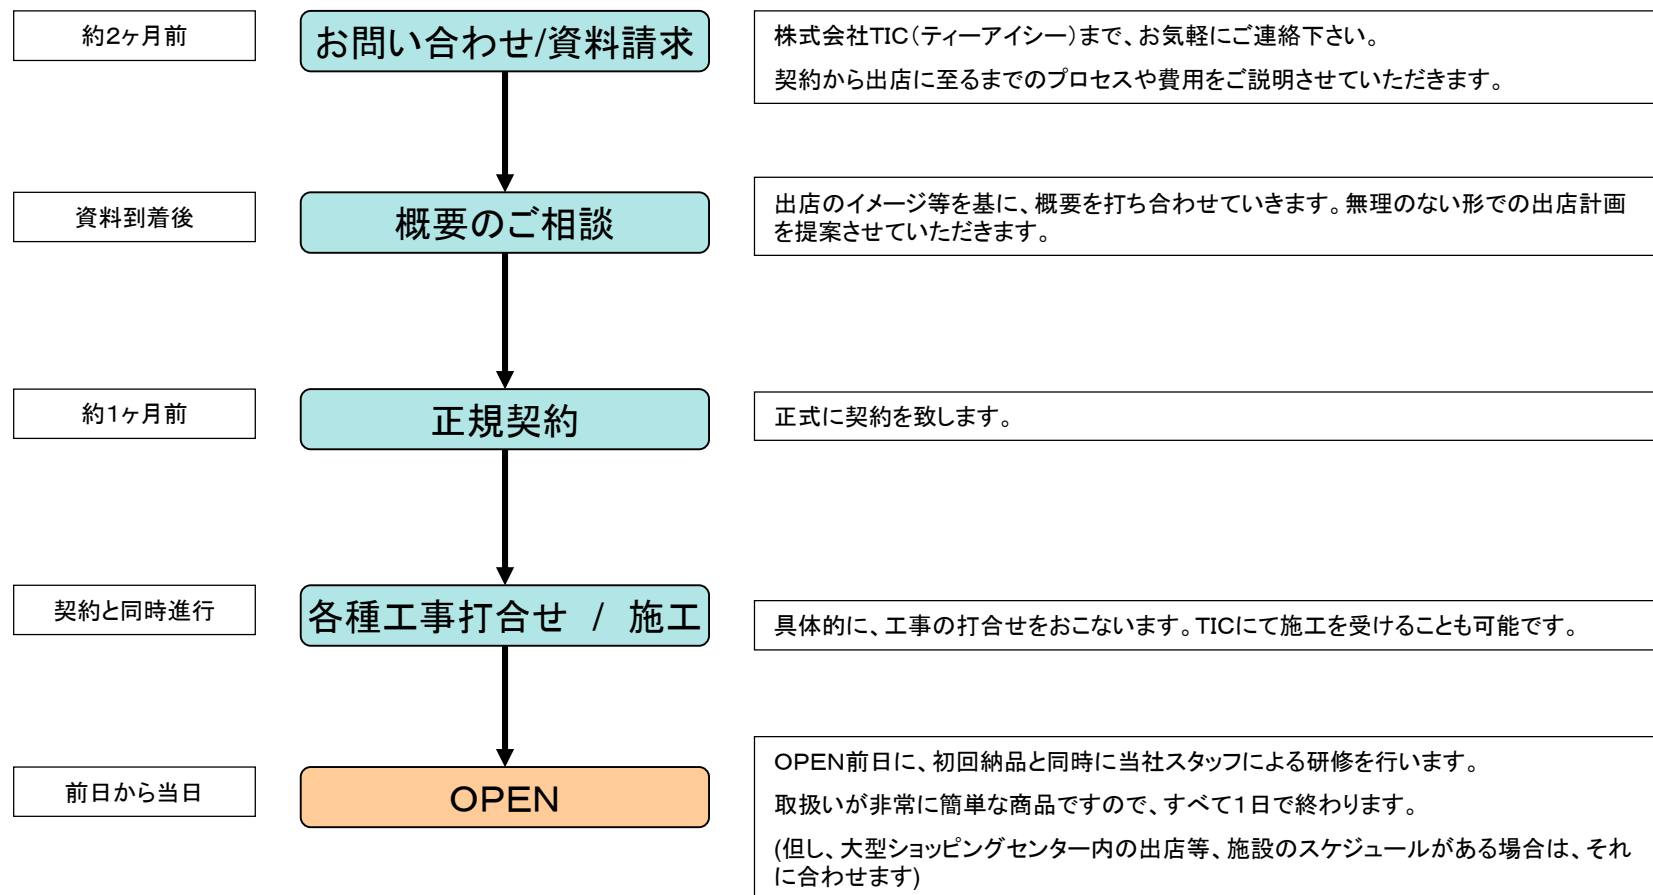 約2ヶ月前
お問い合わせ/資料請求
株式会社TIC(ティーアイシー)まで、お気軽にご連絡下さい。
契約から出店に至るまでのプロセスや費用をご説明させていただきます。
資料到着後
概要のご相談
出店のイメージ等を基に、概要を打ち合わせていきます。無理のない形での出店計画
を提案させていただきます。
約1ヶ月前
正規契約
正式に契約を致します。
契約と同時進行
各種工事打合せ / 施工
具体的に、工事の打合せをおこないます。TICにて施工を受けることも可能です。
前日から当日
OPEN
OPEN前日に、初回納品と同時に当社スタッフによる研修を行います。
取扱いが非常に簡単な商品ですので、すべて1日で終わります。
(但し、大型ショッピングセンター内の出店等、施設のスケジュールがある場合は、それ
に合わせます)